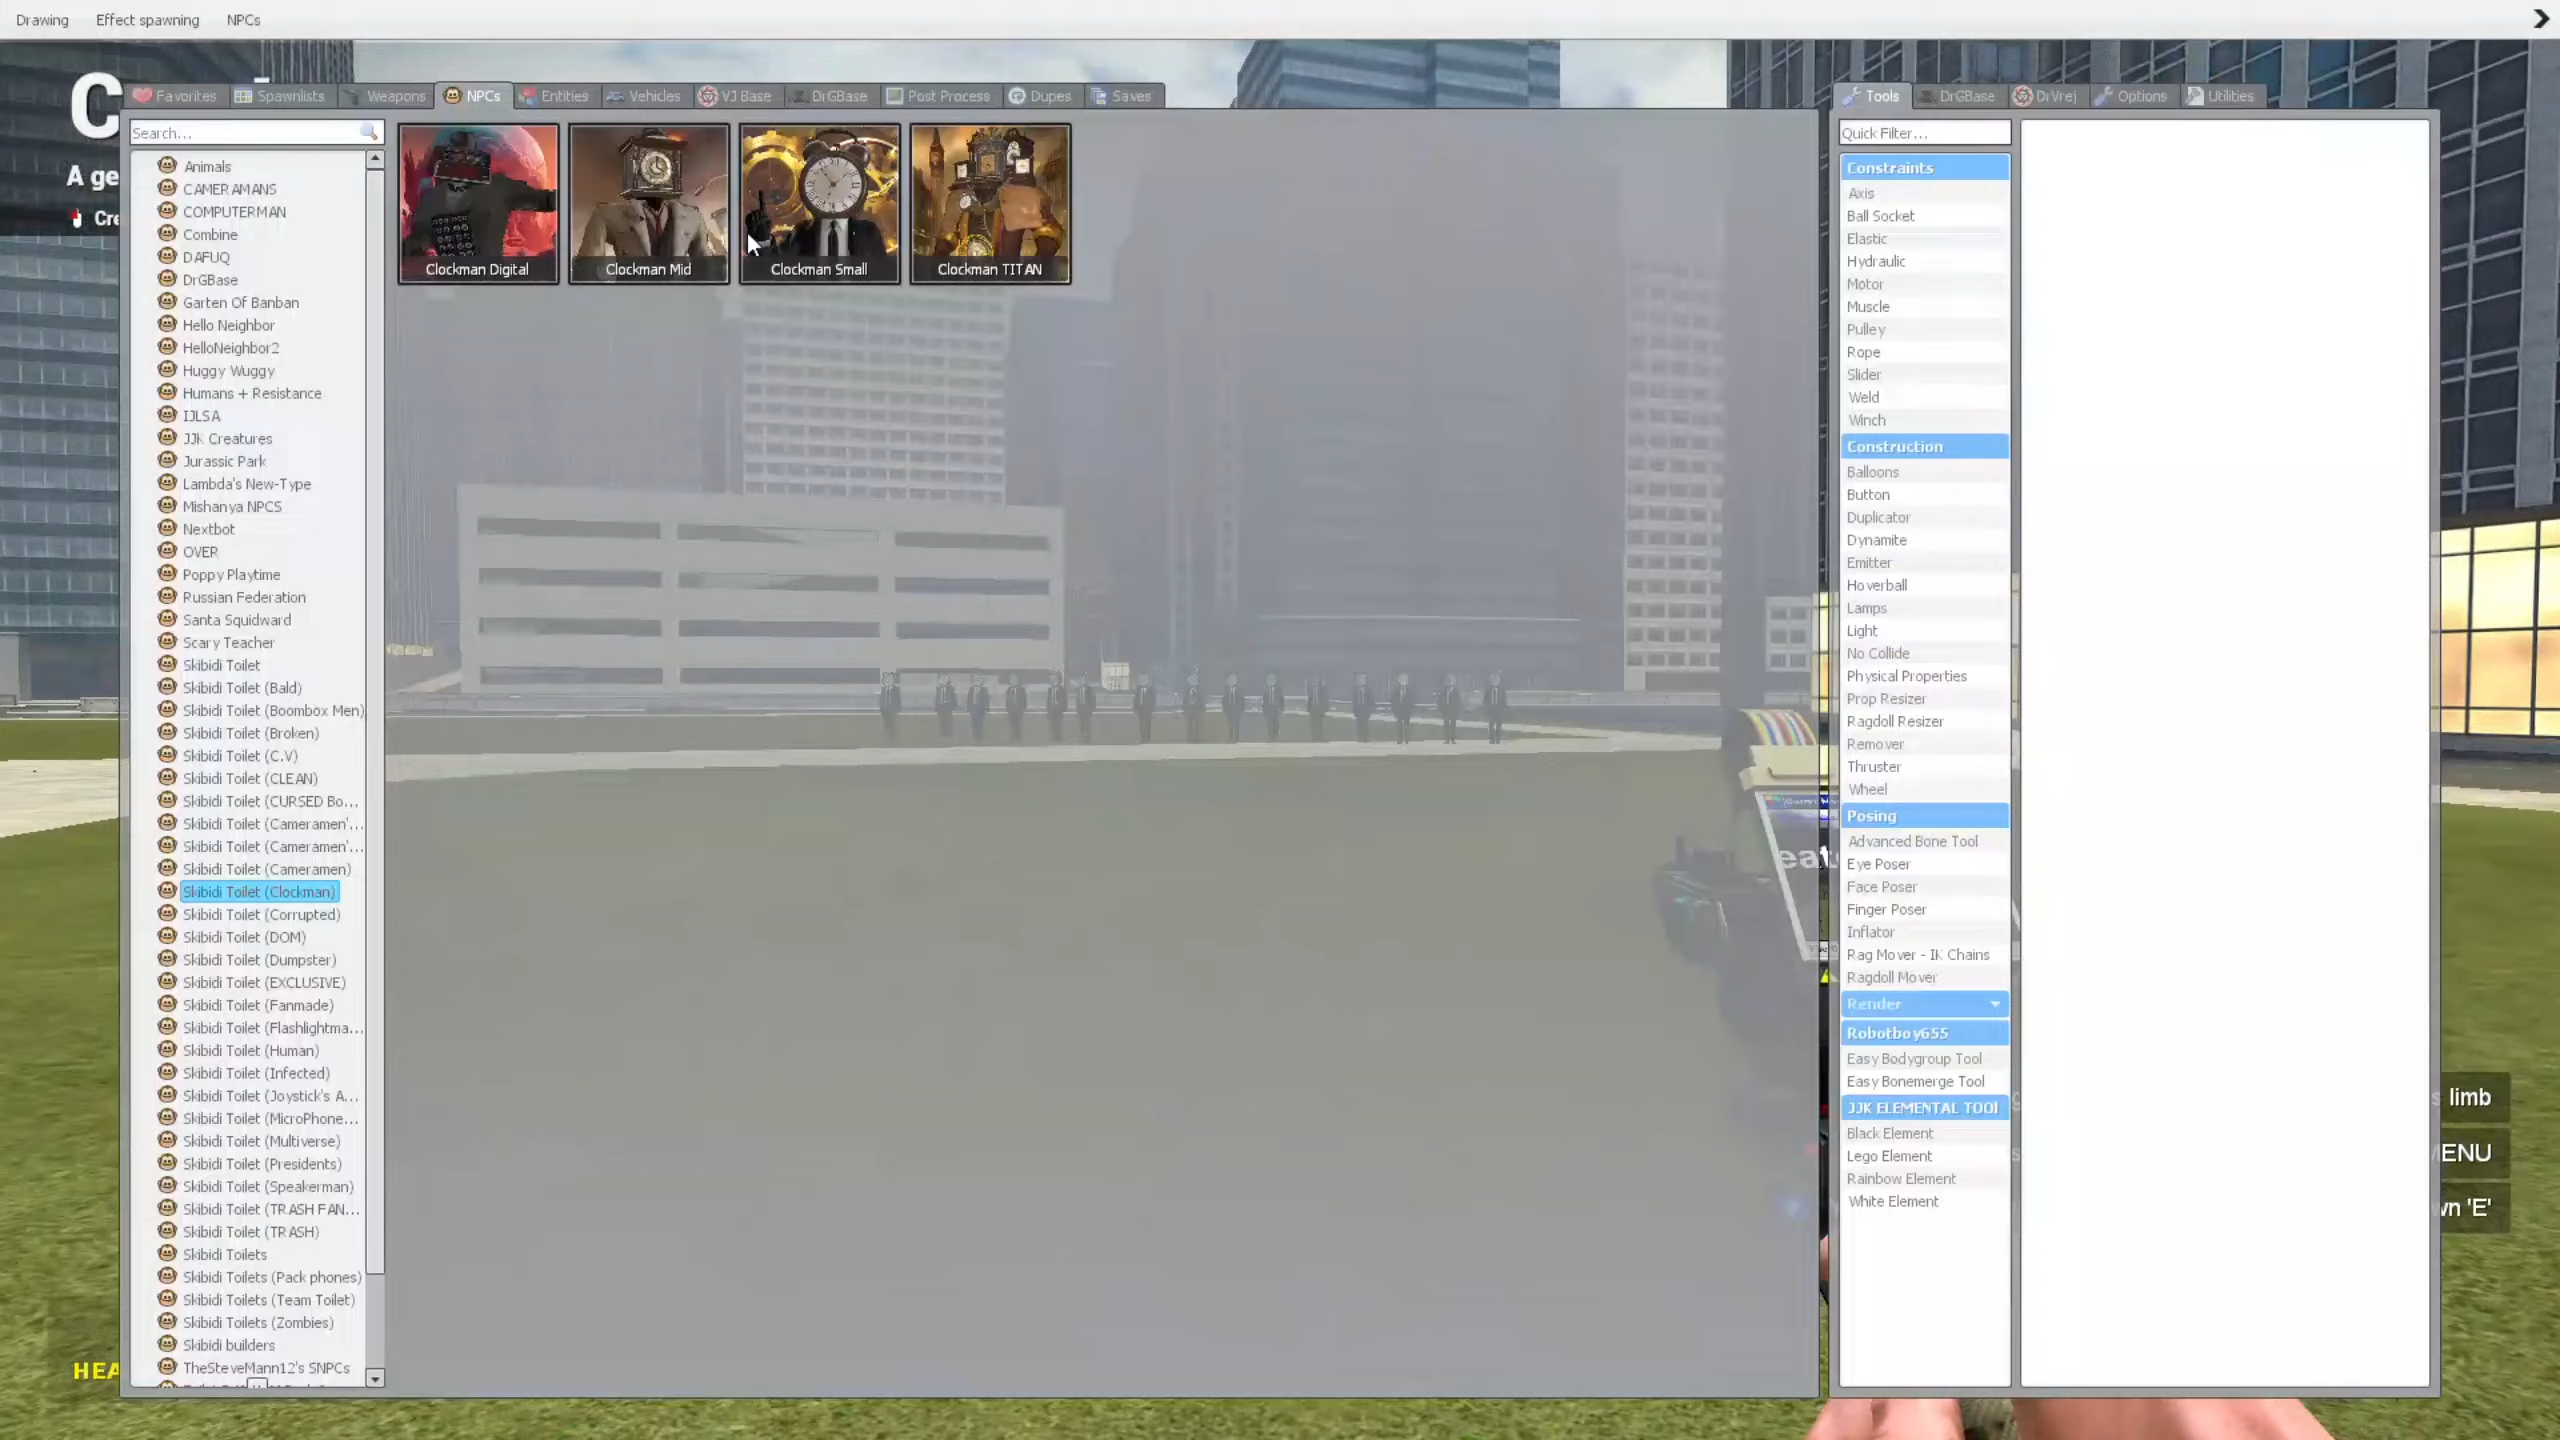 Drawing Effect spawning NPCs
C
A ge
Cre
Favorites Spawnlists Weapons NPCs Entities Vehicles VJ Base DrGBase Post Process Dupes Saves
Search...
Animals
CAMERAMANS
COMPUTERMAN
Combine
DAFUQ
DrGBase
Garten Of Banban
Hello Neighbor
HelloNeighbor2
Huggy Wuggy
Humans + Resistance
IJLSA
JJK Creatures
Jurassic Park
Lambda's New-Type
Mishanya NPCS
Nextbot
OVER
Poppy Playtime
Russian Federation
Santa Squidward
Scary Teacher
Skibidi Toilet
Skibidi Toilet (Bald)
Skibidi Toilet (Boombox Men)
Skibidi Toilet (Broken)
Skibidi Toilet (C.V)
Skibidi Toilet (CLEAN)
Skibidi Toilet (CURSED Bo...
Skibidi Toilet (Cameramen'...
Skibidi Toilet (Cameramen'...
Skibidi Toilet (Cameramen)
Skibidi Toilet (Clockman)
Skibidi Toilet (Corrupted)
Skibidi Toilet (DOM)
Skibidi Toilet (Dumpster)
Skibidi Toilet (EXCLUSIVE)
Skibidi Toilet (Fanmade)
Skibidi Toilet (Flashlightma...
Skibidi Toilet (Human)
Skibidi Toilet (Infected)
Skibidi Toilet (Joystick's A...
Skibidi Toilet (MicroPhone...
Skibidi Toilet (Multiverse)
Skibidi Toilet (Presidents)
Skibidi Toilet (Speakerman)
Skibidi Toilet (TRASH FAN...
Skibidi Toilet (TRASH)
Skibidi Toilets
Skibidi Toilets (Pack phones)
Skibidi Toilets (Team Toilet)
Skibidi Toilets (Zombies)
Skibidi builders
TheSteveMann12's SNPCs
HEA
Clockman Digital Clockman Mid Clockman Small Clockman TITAN
Tools DrGBase DrVrej Options Utilities
Quick Filter...
Constraints
Axis
Ball Socket
Elastic
Hydraulic
Motor
Muscle
Pulley
Rope
Slider
Weld
Winch
Construction
Balloons
Button
Duplicator
Dynamite
Emitter
Hoverball
Lamps
Light
No Collide
Physical Properties
Prop Resizer
Ragdoll Resizer
Remover
Thruster
Wheel
Posing
Advanced Bone Tool
Eye Poser
Face Poser
Finger Poser
Inflator
Rag Mover - IK Chains
Ragdoll Mover
Render
Robotboy655
Easy Bodygroup Tool
Easy Bonemerge Tool
JJK ELEMENTAL TOOl
Black Element
Lego Element
Rainbow Element
White Element
eat
s limb
MENU
wn 'E'